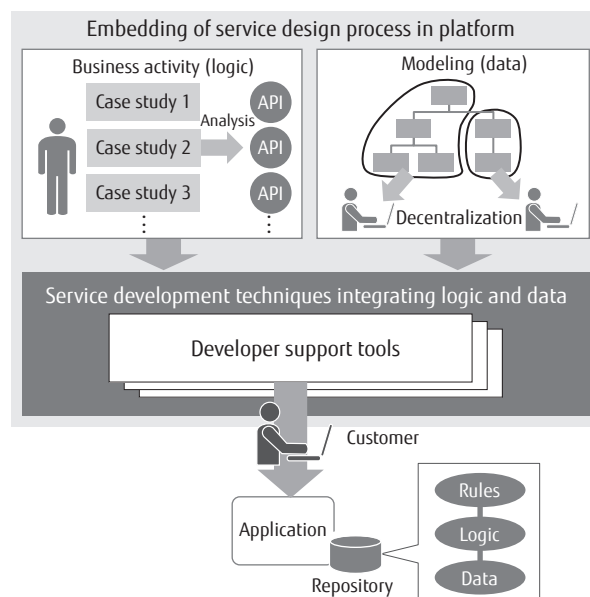 Embedding of service design process in platform
Business activity (logic)
Case study 1
Case study 2
Case study 3
Analysis
API
API
API
Modeling (data)
Decentralization
Service development techniques integrating logic and data
Developer support tools
Customer
Application
Repository
Rules
Logic
Data